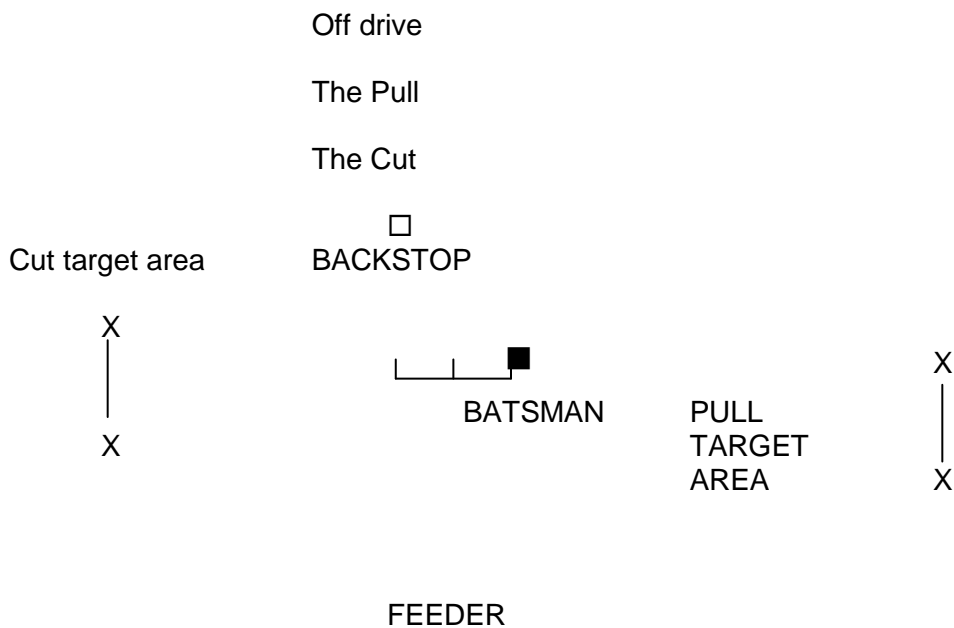 Off drive
The Pull
The Cut
Cut target area
BACKSTOP
X
X
X
X
BATSMAN
PULL
TARGET
AREA
FEEDER